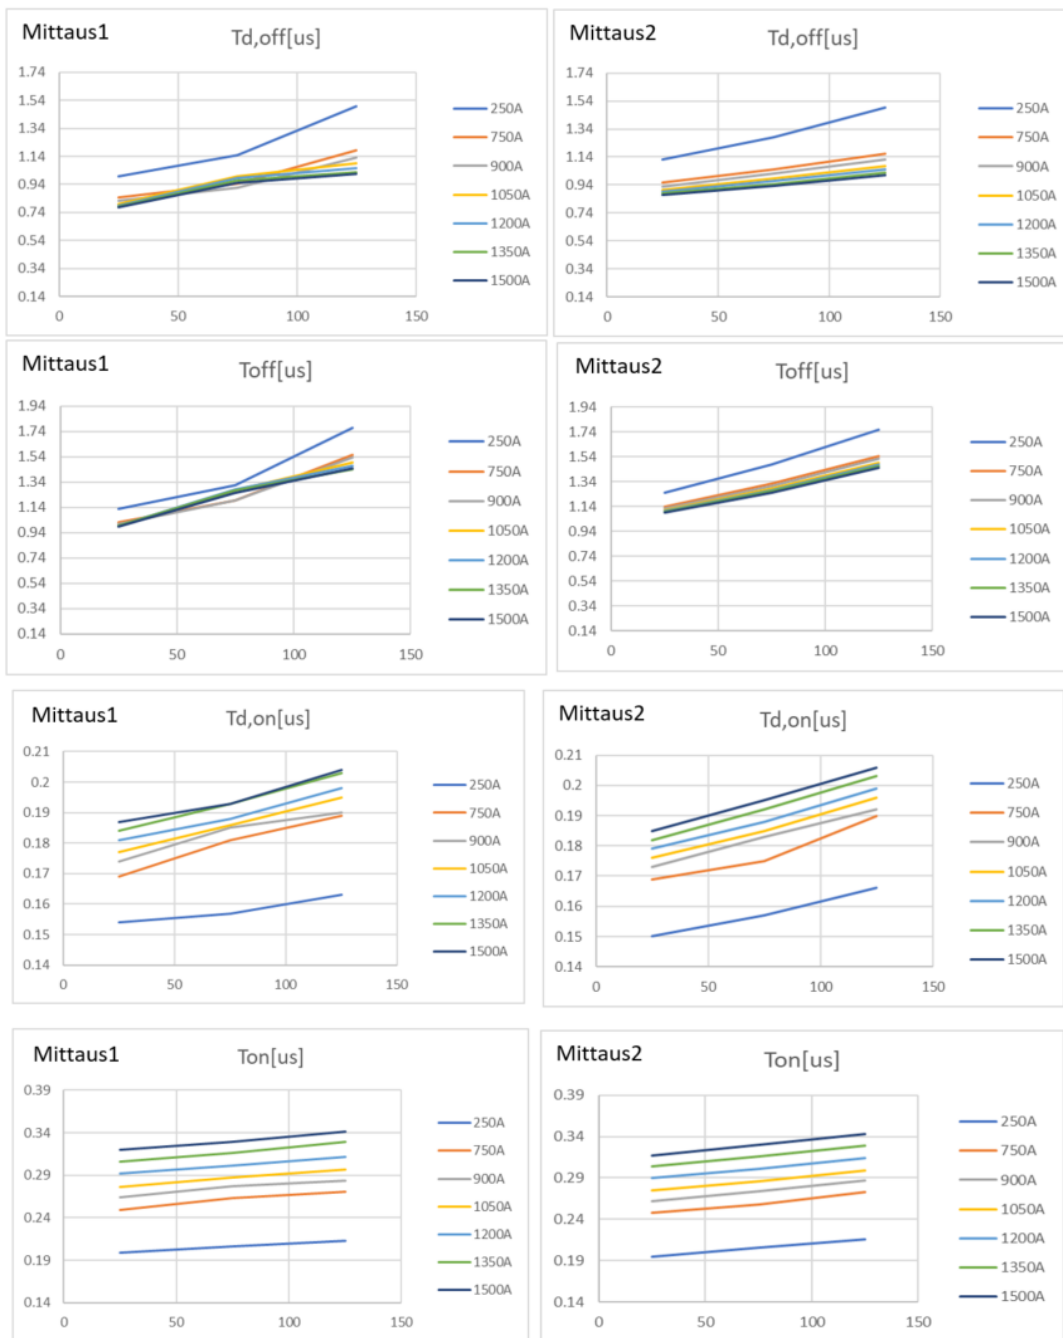 Mittaus1
Td,off[us]
1.74
1.54
1.34
1.14
0.94
0.74
0.54
0.34
0.14
0 50 100 150
250A
750A
900A
1050A
1200A
1350A
1500A
Mittaus2
Td,off[us]
1.74
1.54
1.34
1.14
0.94
0.74
0.54
0.34
0.14
0 50 100 150
250A
750A
900A
1050A
1200A
1350A
1500A
Mittaus1
Toff[us]
1.94
1.74
1.54
1.34
1.14
0.94
0.74
0.54
0.34
0.14
0 50 100 150
250A
750A
900A
1050A
1200A
1350A
1500A
Mittaus2
Toff[us]
1.94
1.74
1.54
1.34
1.14
0.94
0.74
0.54
0.34
0.14
0 50 100 150
250A
750A
900A
1050A
1200A
1350A
1500A
Mittaus1
Td,on[us]
0.21
0.2
0.19
0.18
0.17
0.16
0.15
0.14
0 50 100 150
250A
750A
900A
1050A
1200A
1350A
1500A
Mittaus2
Td,on[us]
0.21
0.2
0.19
0.18
0.17
0.16
0.15
0.14
0 50 100 150
250A
750A
900A
1050A
1200A
1350A
1500A
Mittaus1
Ton[us]
0.39
0.34
0.29
0.24
0.19
0.14
0 50 100 150
250A
750A
900A
1050A
1200A
1350A
1500A
Mittaus2
Ton[us]
0.39
0.34
0.29
0.24
0.19
0.14
0 50 100 150
250A
750A
900A
1050A
1200A
1350A
1500A